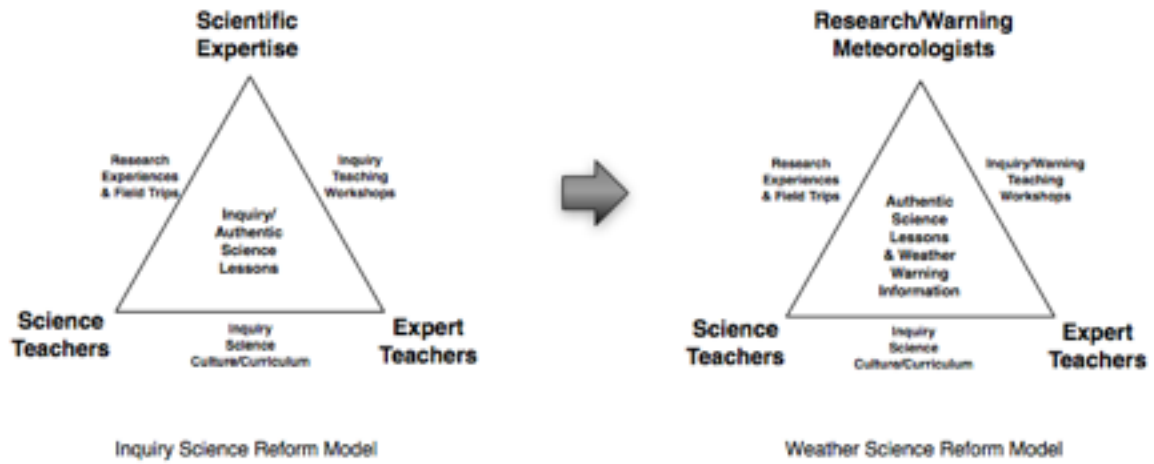 Scientific
Expertise
Research
Experiences
& Field Trips
Inquiry
Teaching
Workshops
Inquiry/
Authentic
Science
Lessons
Science
Teachers
Inquiry
Science
Culture/Curriculum
Expert
Teachers
Inquiry Science Reform Model
Research/Warning
Meteorologists
Research
Experiences
& Field Trips
Inquiry/Warning
Teaching
Workshops
Authentic
Science
Lessons
& Weather
Warning
Information
Science
Teachers
Inquiry
Science
Culture/Curriculum
Expert
Teachers
Weather Science Reform Model